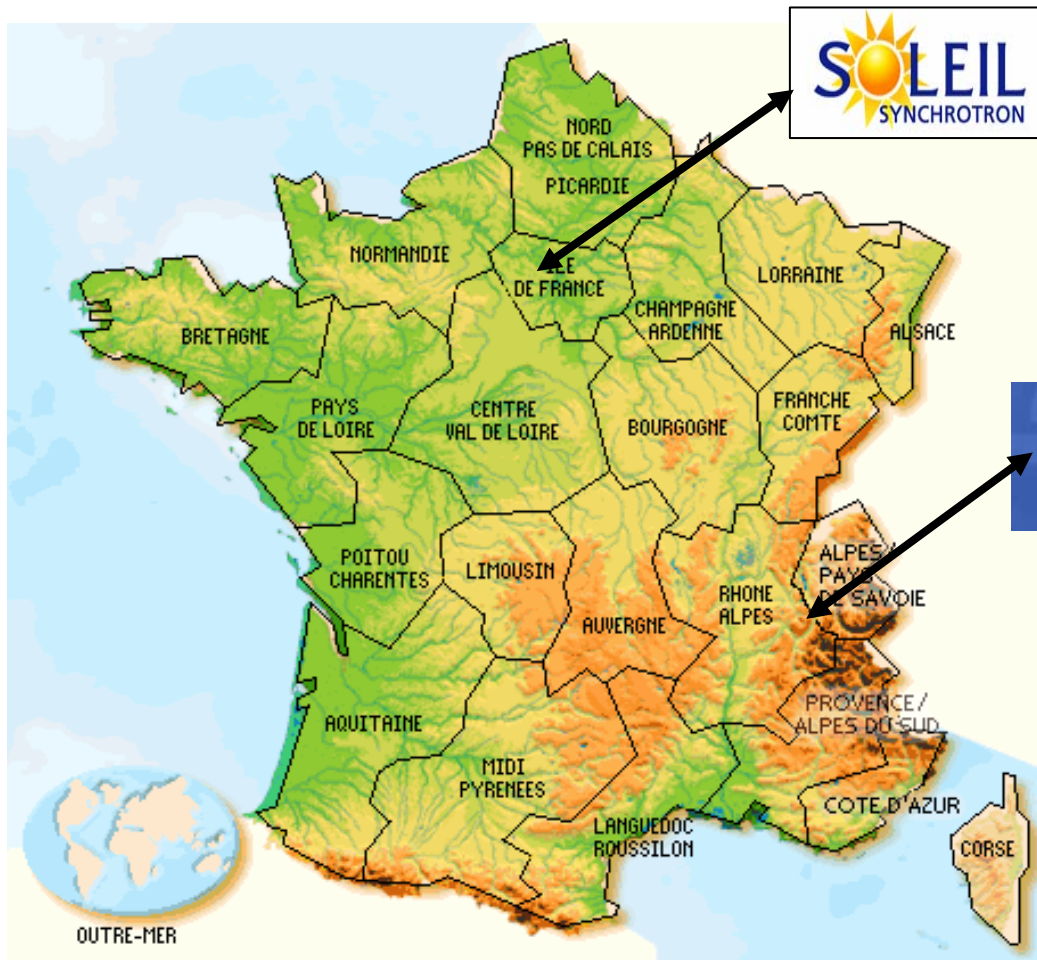 SOLEIL
SYNCHROTRON
NORD
PAS DE CALAIS
PICARDIE
NORMANDIE
ILE
DE FRANCE
CHAMPAGNE
ARDENNE
LORRAINE
ALSACE
BRETAGNE
PAYS
DE LOIRE
CENTRE
VAL DE LOIRE
BOURGOGNE
FRANCHE
COMTE
POITOU
CHARENTES
LIMOUSIN
AUVERGNE
RHONE
ALPES
ALPES/
PAYS
DE SAVOIE
PROVENCE/
ALPES DU SUD
AQUITAINE
MIDI
PYRENEES
LANGUEDOC
ROUSSILON
COTE D'AZUR
CORSE
OUTRE-MER